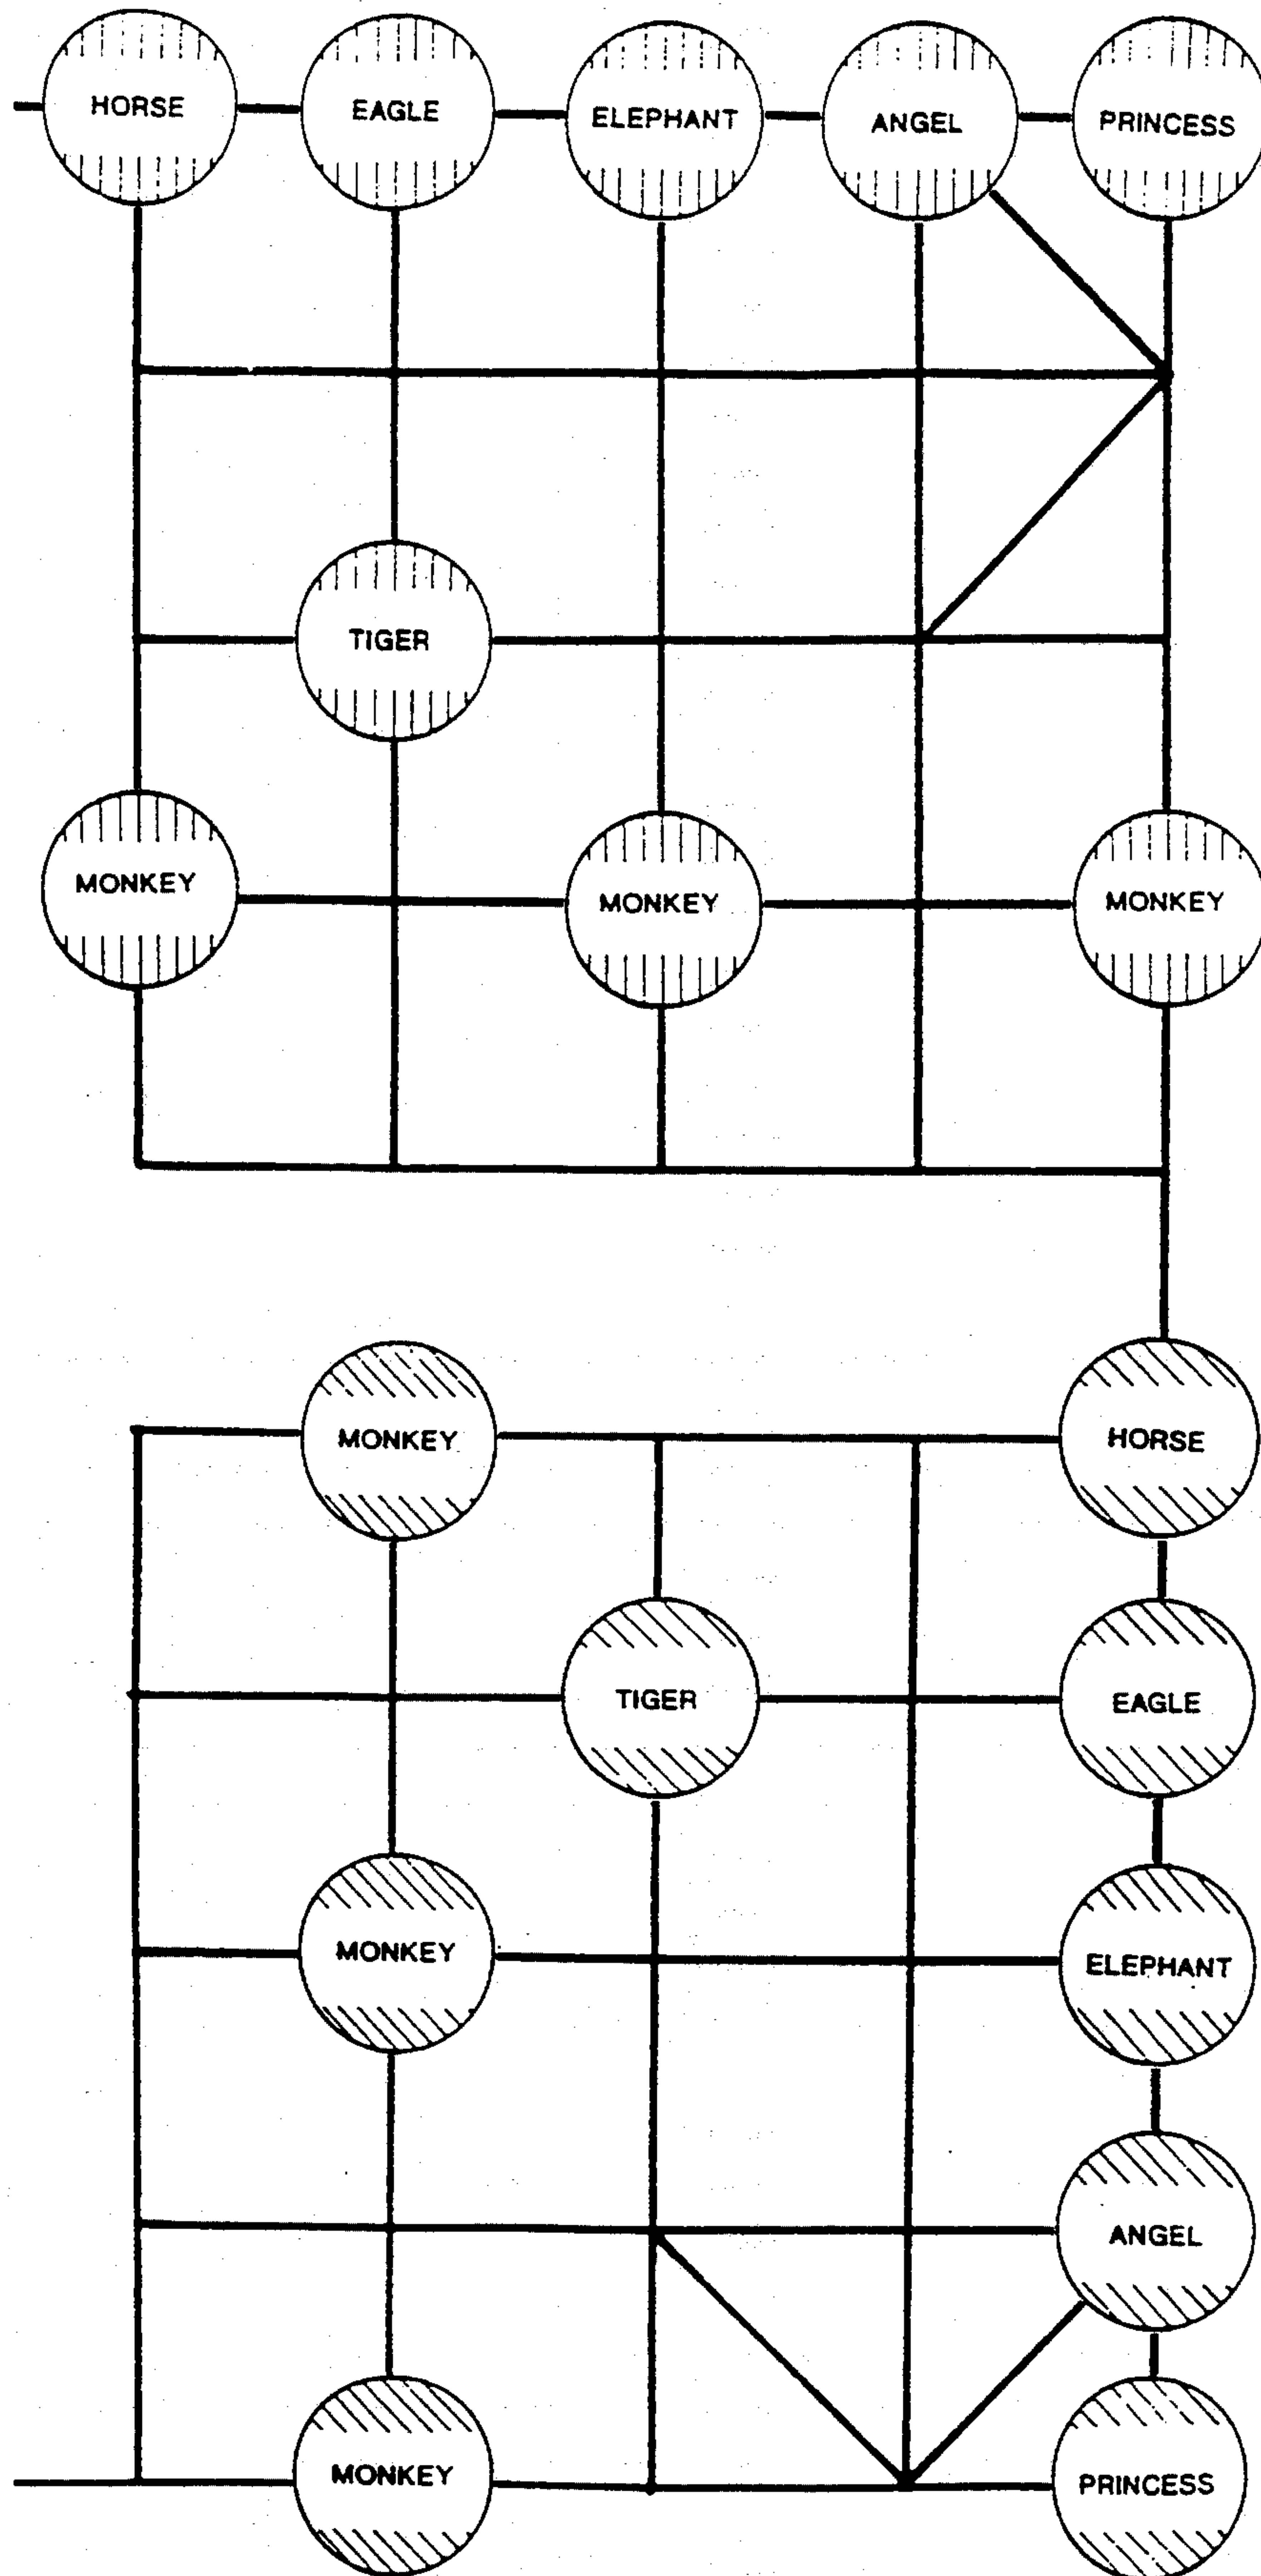 HORSE EAGLE ELEPHANT ANGEL PRINCESS
TIGER
MONKEY MONKEY MONKEY
MONKEY HORSE
TIGER EAGLE
MONKEY ELEPHANT
ANGEL
MONKEY PRINCESS